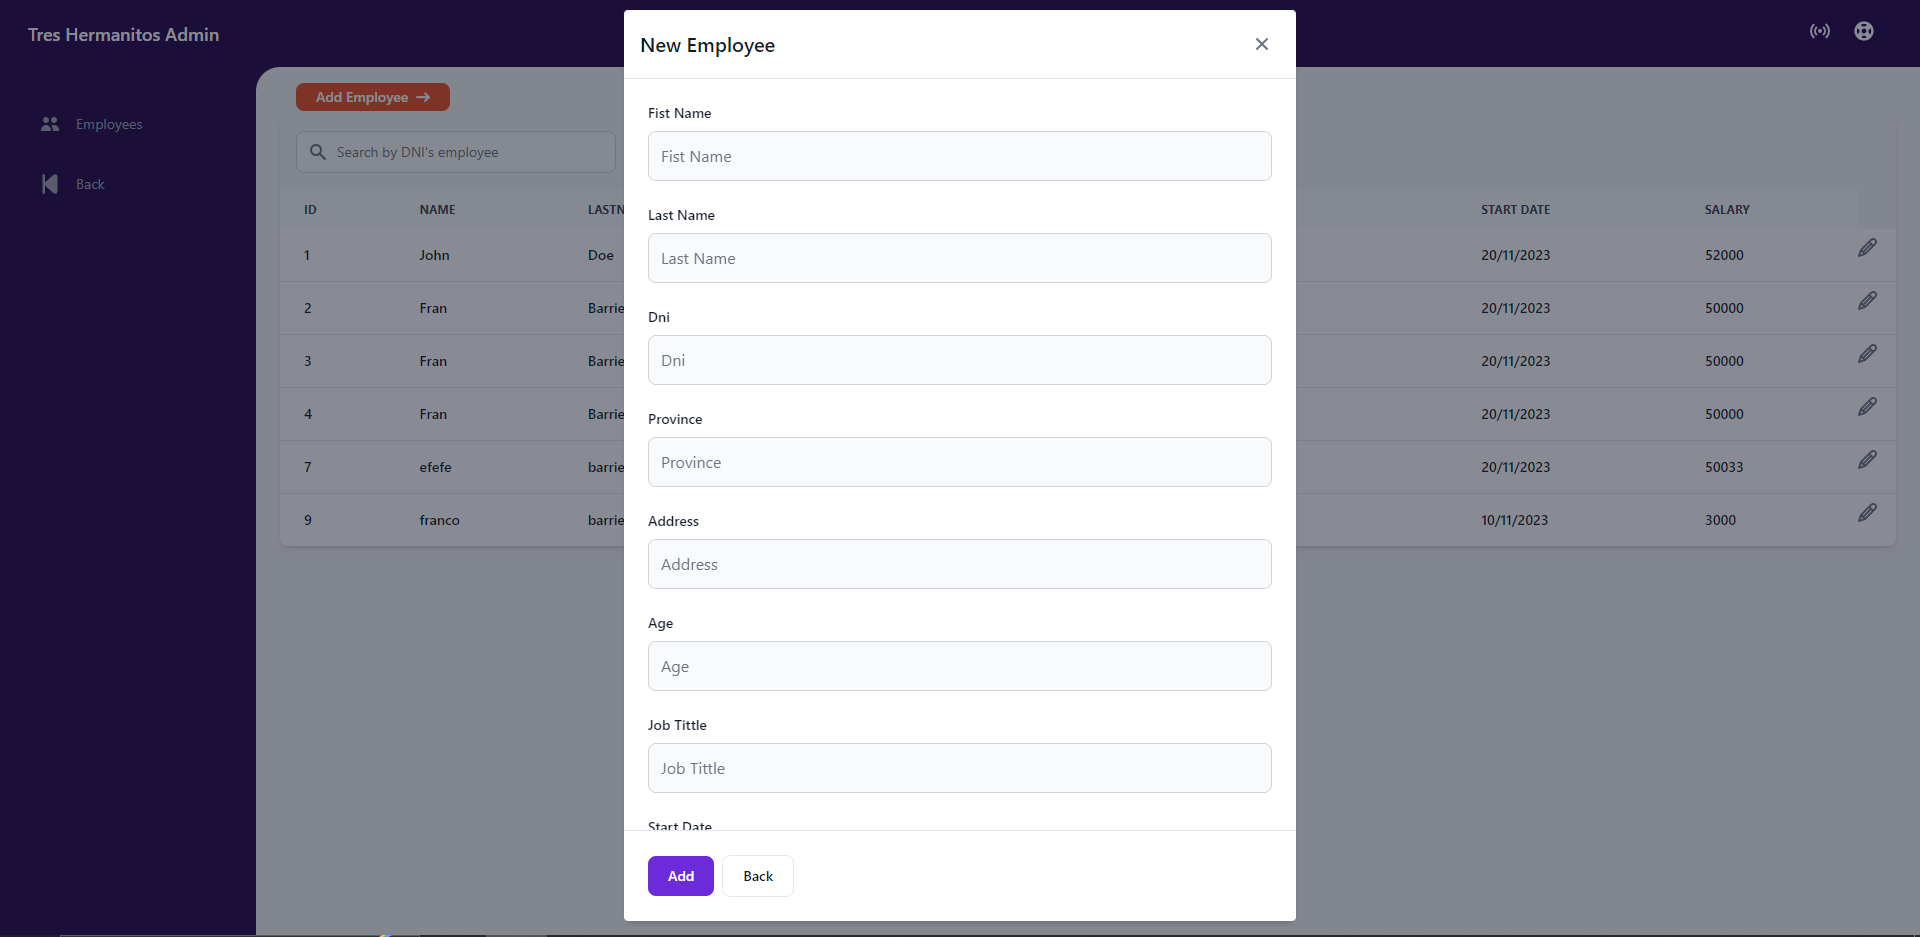 Tres Hermanitos Admin
Employees
Back
Add Employee
Search by DNI's employee
ID NAME LASTN START DATE SALARY
1 John Doe 20/11/2023 52000
2 Fran Barrie 20/11/2023 50000
3 Fran Barrie 20/11/2023 50000
4 Fran Barrie 20/11/2023 50000
7 efefe barrie 20/11/2023 50033
9 franco barrie 10/11/2023 3000
New Employee
Fist Name
Fist Name
Last Name
Last Name
Dni
Dni
Province
Province
Address
Address
Age
Age
Job Tittle
Job Tittle
Start Date
Add Back